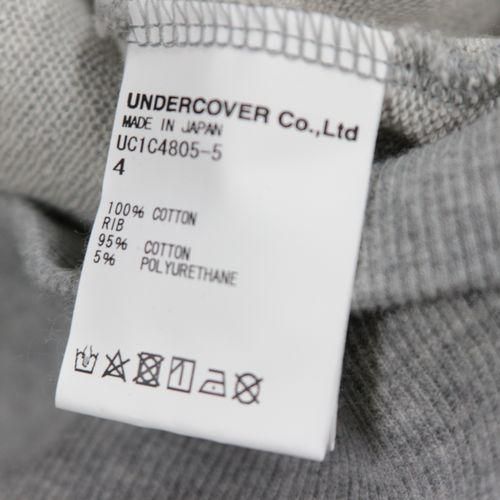 UNDERCOVER Co.,Ltd
MADE IN JAPAN
UC1C4805-5
4
100% COTTON
RIB
95% COTTON
5% POLYURETHANE